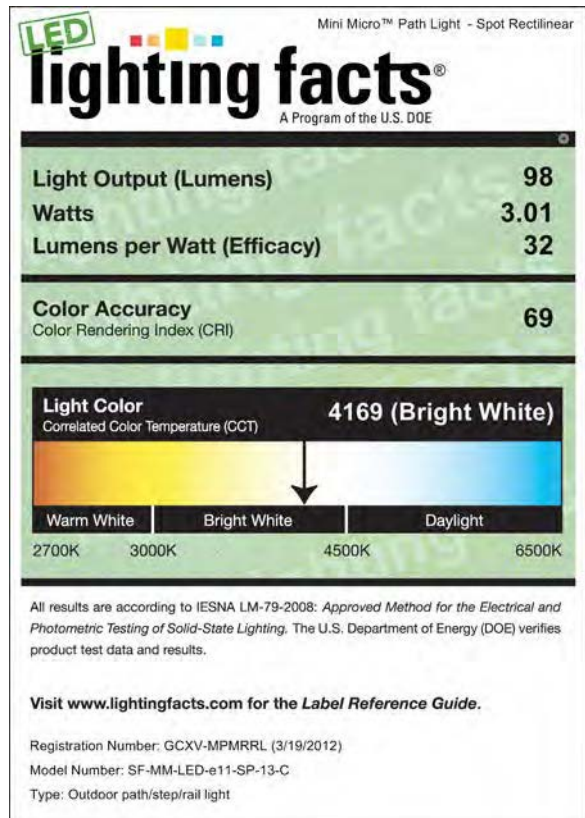 Mini Micro™ Path Light - Spot Rectilinear
LED
lighting facts®
A Program of the U.S. DOE
Light Output (Lumens) 98
Watts 3.01
Lumens per Watt (Efficacy) 32
Color Accuracy
Color Rendering Index (CRI) 69
Light Color
Correlated Color Temperature (CCT) 4169 (Bright White)
Warm White Bright White Daylight
2700K 3000K 4500K 6500K
All results are according to IESNA LM-79-2008: Approved Method for the Electrical and
Photometric Testing of Solid-State Lighting. The U.S. Department of Energy (DOE) verifies
product test data and results.
Visit www.lightingfacts.com for the Label Reference Guide.
Registration Number: GCXV-MPMRRL (3/19/2012)
Model Number: SF-MM-LED-e11-SP-13-C
Type: Outdoor path/step/rail light